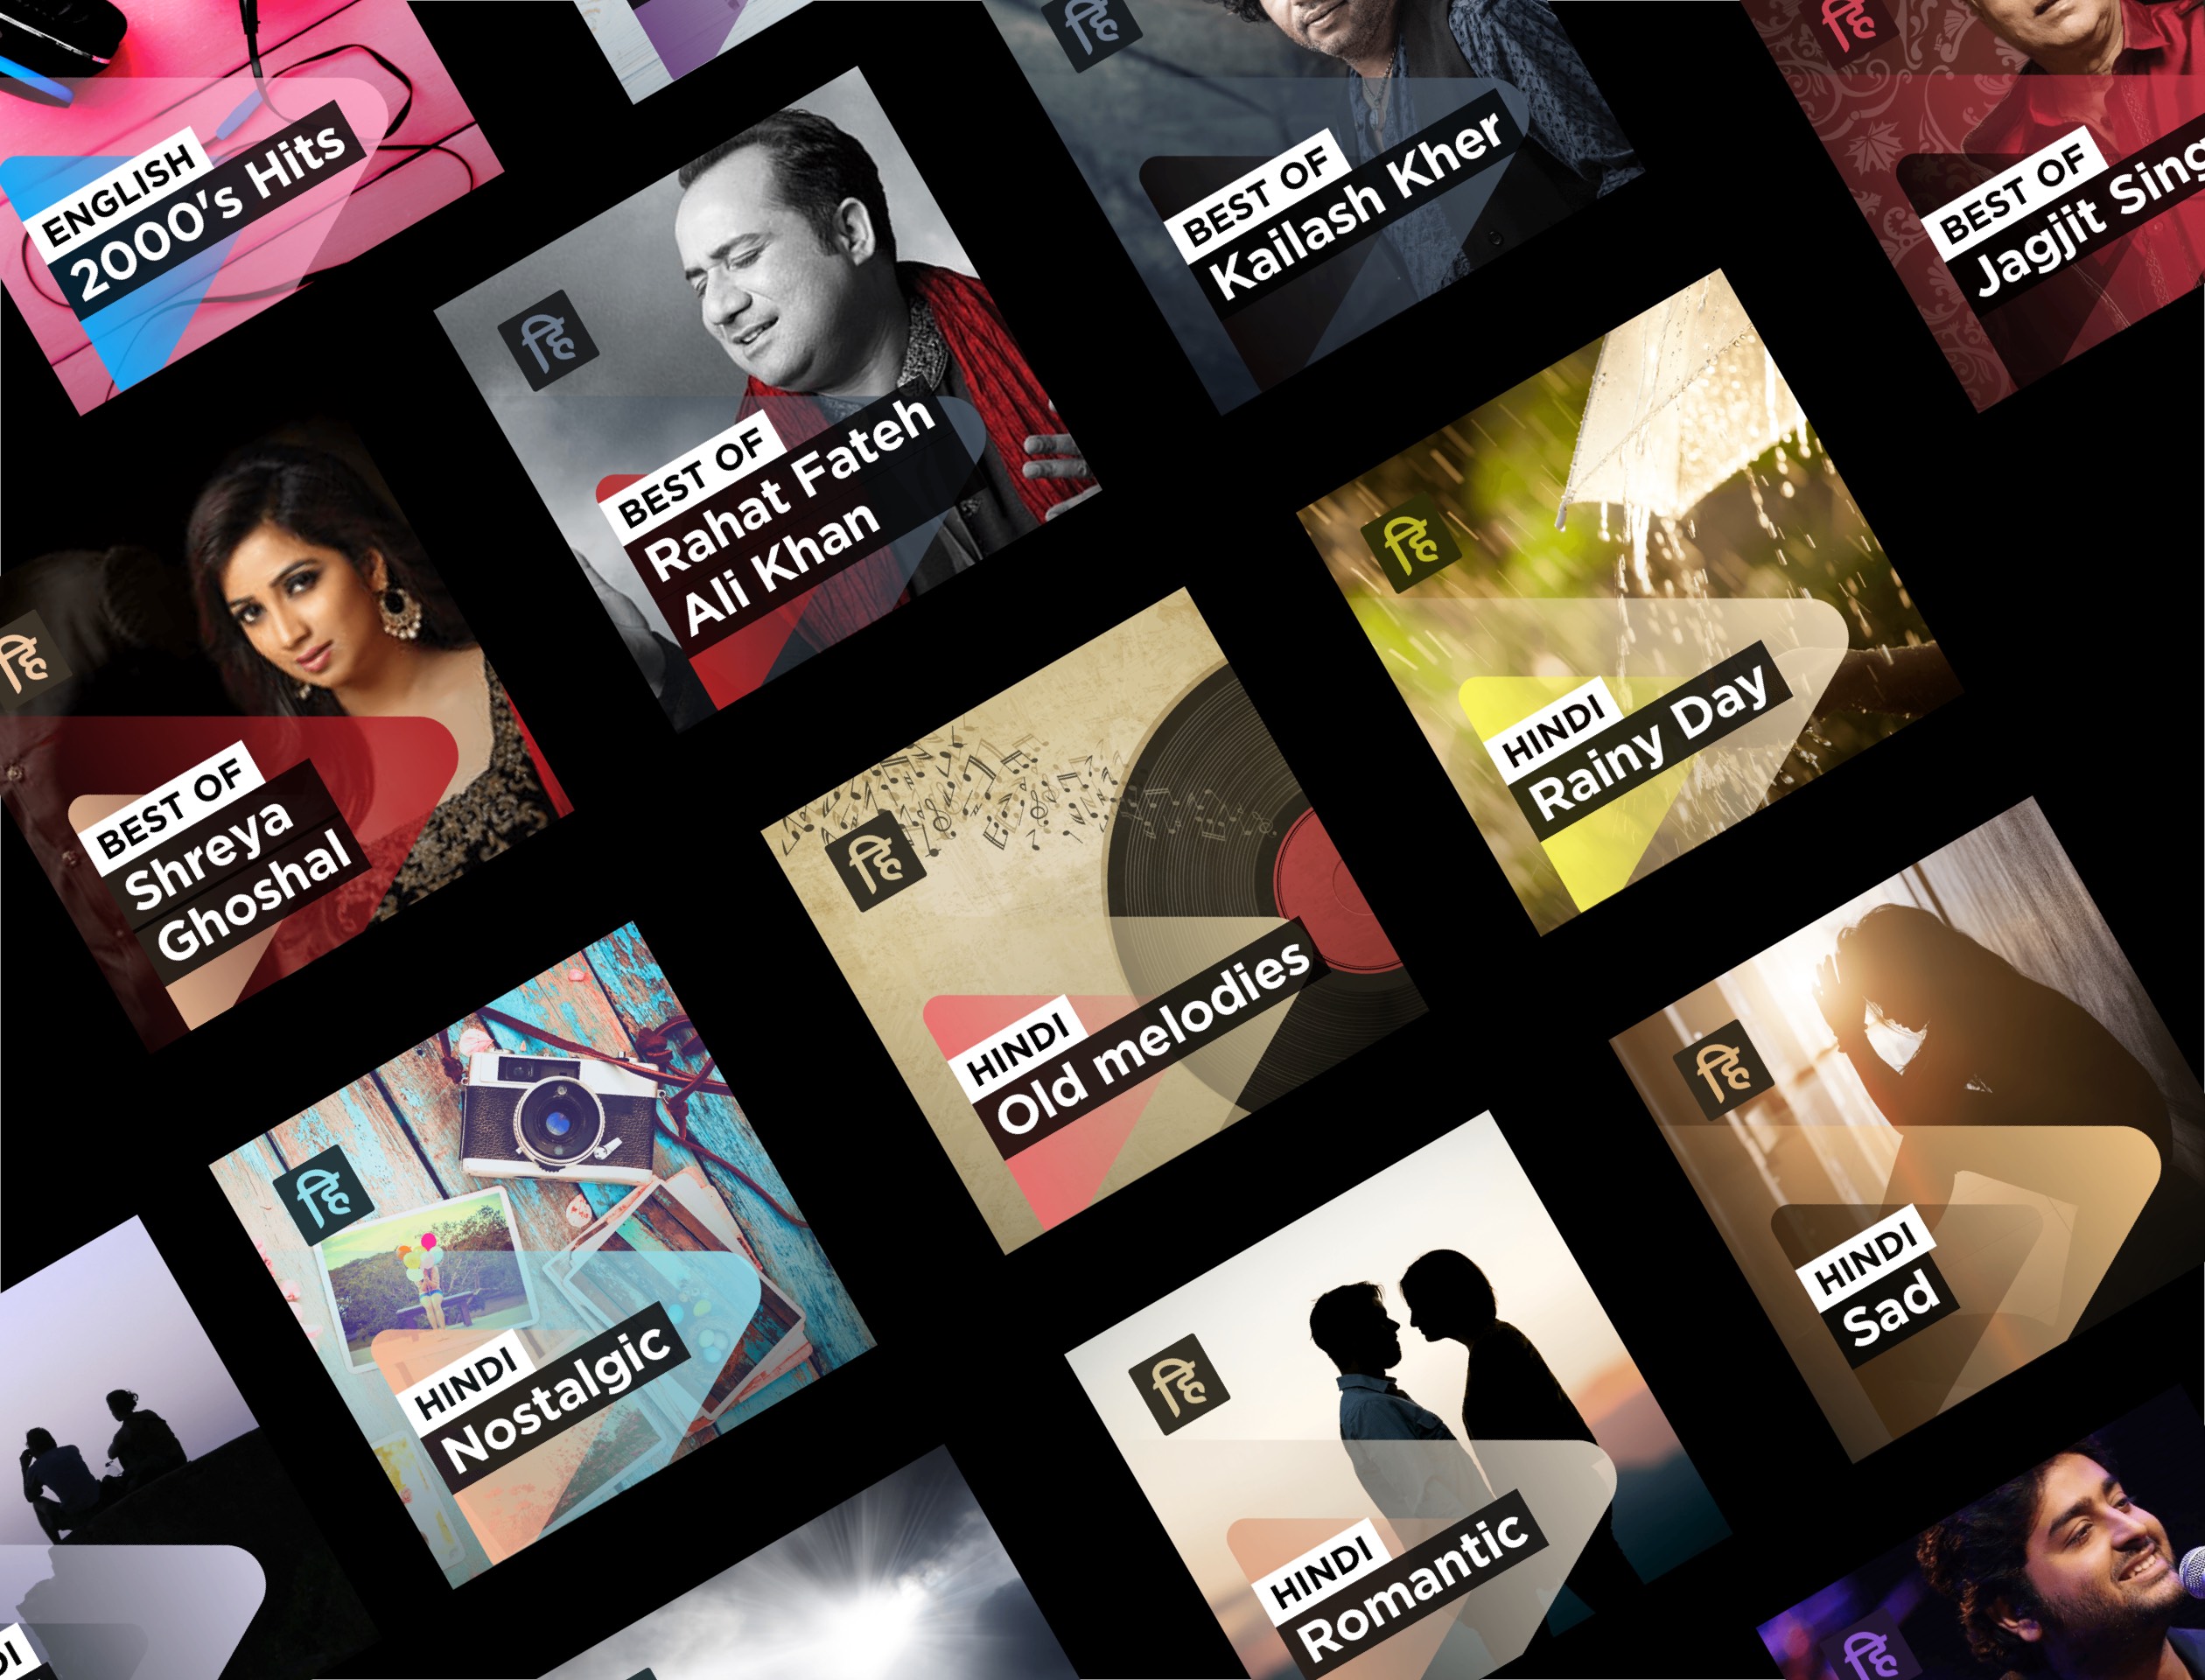 ENGLISH
2000's Hits
हि
BEST OF
Kailash Kher
हि
BEST OF
Jagjit Sing
हि
BEST OF
Rahat Fateh
Ali Khan
हि
BEST OF
Shreya
Ghoshal
हि
HINDI
Rainy Day
हि
HINDI
Old melodies
हि
HINDI
Sad
हि
HINDI
Nostalgic
हि
HINDI
Romantic
DI
हि